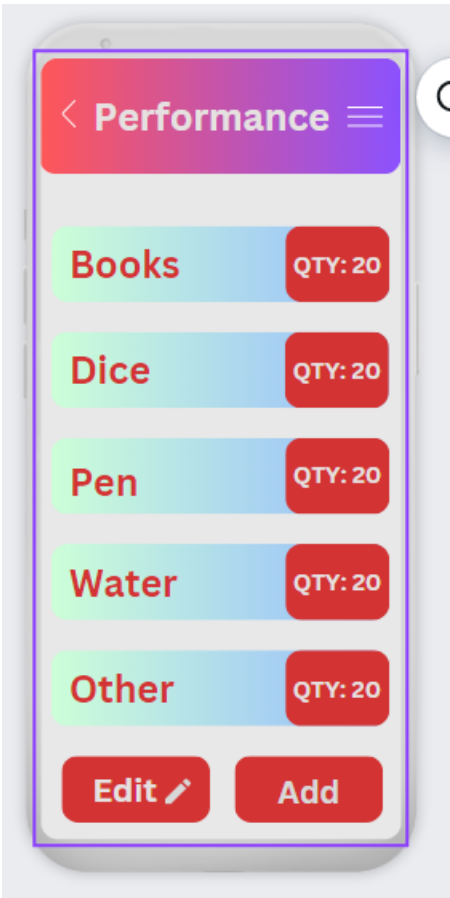 Performance
Books QTY: 20
Dice QTY: 20
Pen QTY: 20
Water QTY: 20
Other QTY: 20
Edit Add